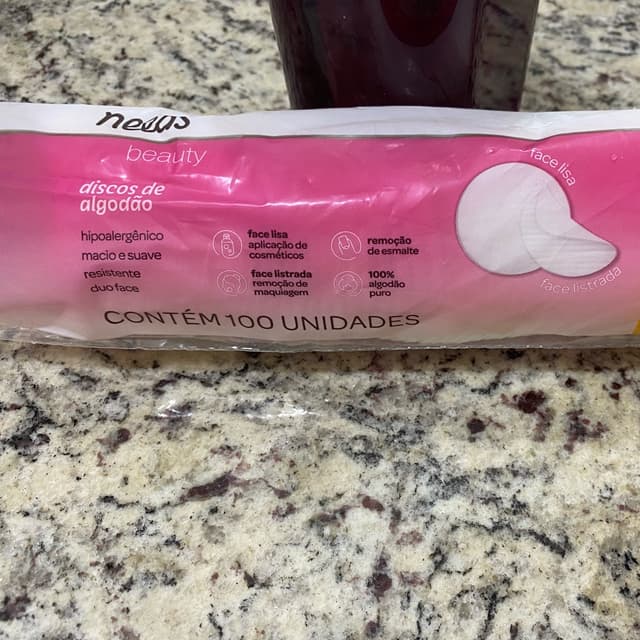 needs
beauty
discos de
algodão
hipoalergênico
macio e suave
resistente
duo face
face lisa
aplicação de
cosméticos
face listrada
remoção de
maquiagem
remoção
de esmalte
100%
algodão
puro
face lisa
face listrada
CONTÉM 100 UNIDADES